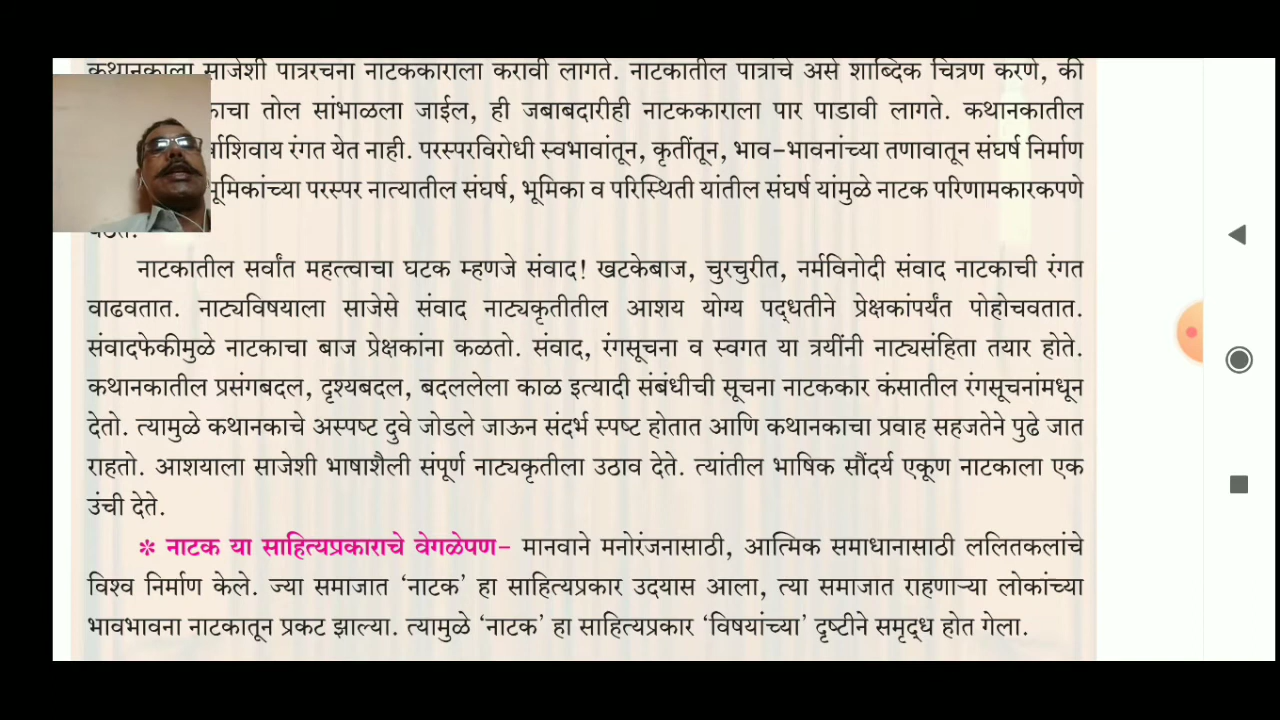 कथानकाला साजेशी पात्ररचना नाटककाराला करावी लागते. नाटकातील पात्रांचे असे शाब्दिक चित्रण करणे, की
तोल सांभाळला जाईल, ही जबाबदारीही नाटककाराला पार पाडावी लागते. कथानकातील
रंगत येत नाही. परस्परविरोधी स्वभावांतून, कृतींतून, भाव-भावनांच्या तणावातून संघर्ष निर्माण
परस्पर नात्यातील संघर्ष, भूमिका व परिस्थिती यांतील संघर्ष यांमुळे नाटक परिणामकारकपणे
नाटकातील सर्वांत महत्त्वाचा घटक म्हणजे संवाद! खटकेबाज, चुरचुरीत, नर्मविनोदी संवाद नाटकाची रंगत
वाढवतात. नाट्यविषयाला साजेसे संवाद नाट्यकृतीतील आशय योग्य पद्धतीने प्रेक्षकांपर्यंत पोहोचवतात.
संवादफेकीमुळे नाटकाचा बाज प्रेक्षकांना कळतो. संवाद, रंगसूचना व स्वगत या त्रयींनी नाट्यसंहिता तयार होते.
कथानकातील प्रसंगबदल, दृश्यबदल, बदललेला काळ इत्यादी संबंधीची सूचना नाटककार कंसातील रंगसूचनांमधून
देतो. त्यामुळे कथानकाचे अस्पष्ट दुवे जोडले जाऊन संदर्भ स्पष्ट होतात आणि कथानकाचा प्रवाह सहजतेने पुढे जात
राहतो. आशयाला साजेशी भाषाशैली संपूर्ण नाट्यकृतीला उठाव देते. त्यांतील भाषिक सौंदर्य एकूण नाटकाला एक
उंची देते.
* नाटक या साहित्यप्रकाराचे वेगळेपण- मानवाने मनोरंजनासाठी, आत्मिक समाधानासाठी ललितकलांचे
विश्व निर्माण केले. ज्या समाजात ‘नाटक’ हा साहित्यप्रकार उदयास आला, त्या समाजात राहणाऱ्या लोकांच्या
भावभावना नाटकातून प्रकट झाल्या. त्यामुळे ‘नाटक’ हा साहित्यप्रकार ‘विषयांच्या’ दृष्टीने समृद्ध होत गेला.